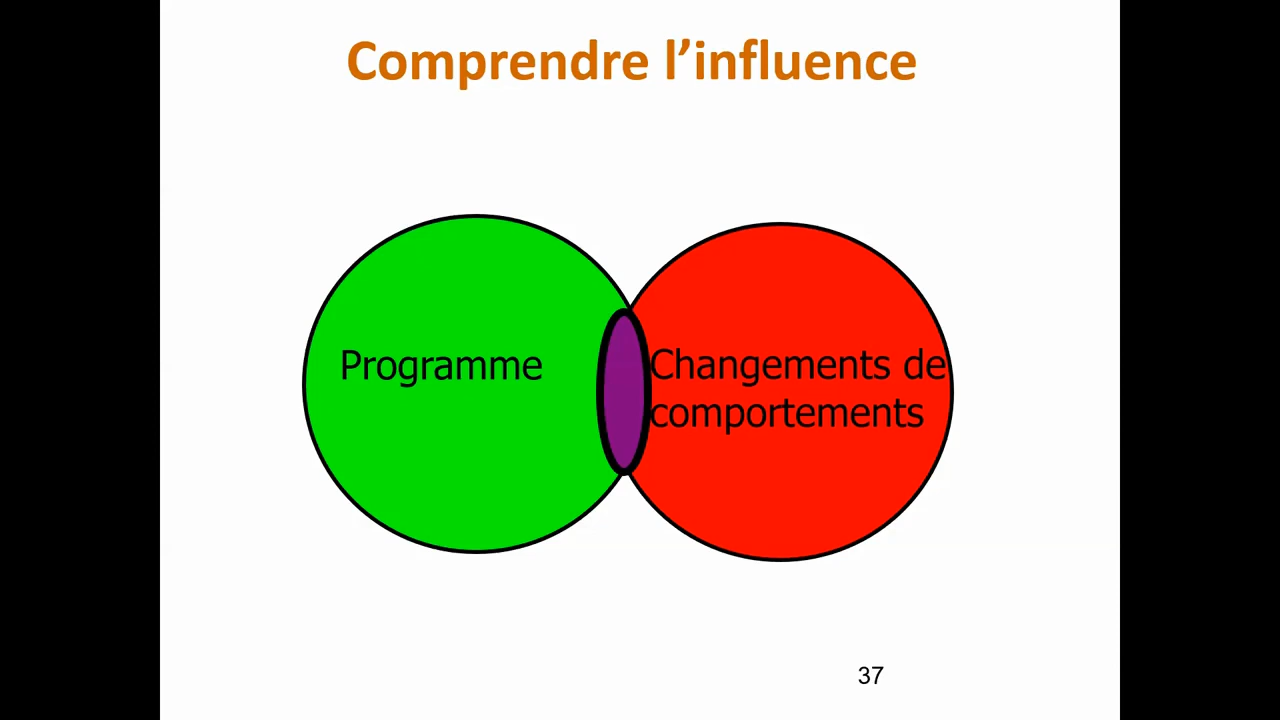 Comprendre l’influence
Programme
Changements de
comportements
37